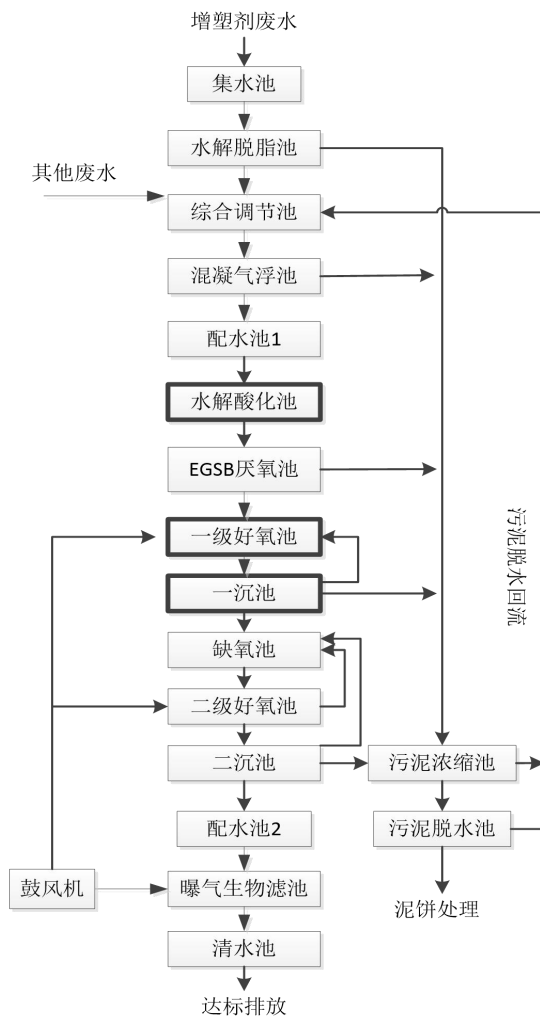 增塑剂废水
集水池
水解脱脂池
其他废水
综合调节池
混凝气浮池
配水池1
水解酸化池
EGSB厌氧池
一级好氧池
一沉池
缺氧池
二级好氧池
二沉池
污泥浓缩池
配水池2
污泥脱水池
鼓风机
曝气生物滤池
泥饼处理
清水池
达标排放
污泥脱水回流